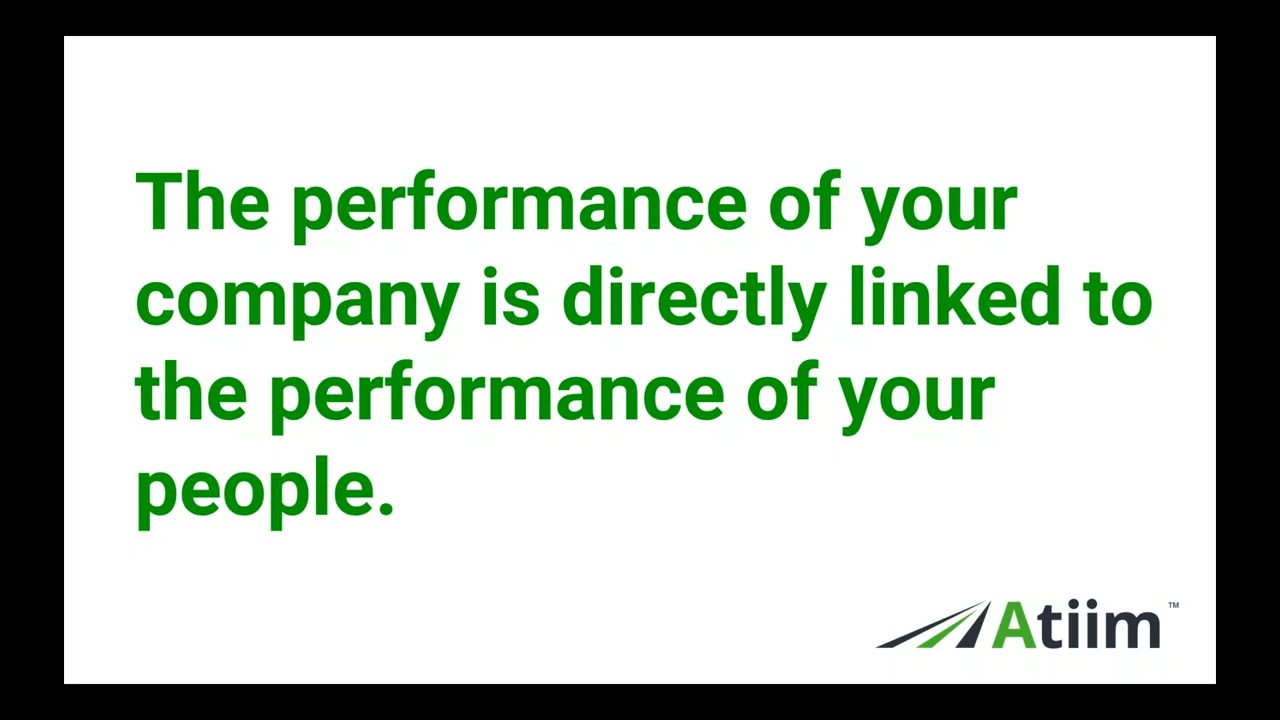 The performance of your
company is directly linked to
the performance of your
people.
Atiim™